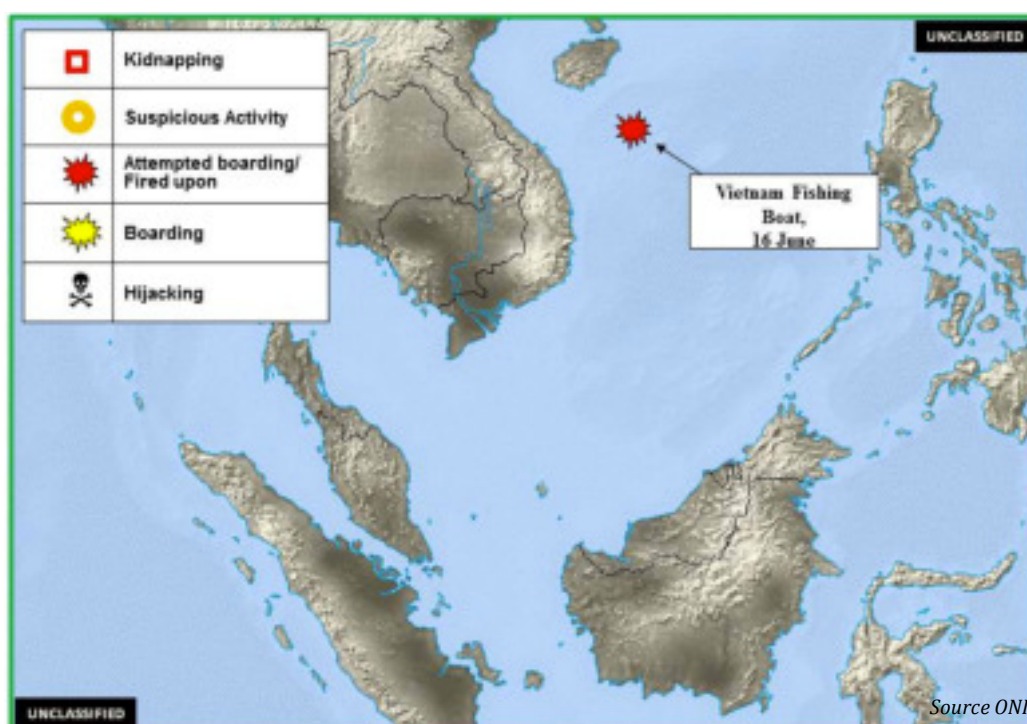 UNCLASSIFIED
Kidnapping
Suspicious Activity
Attempted boarding/
Fired upon
Boarding
Hijacking
Vietnam Fishing
Boat,
16 June
UNCLASSIFIED
Source ONI